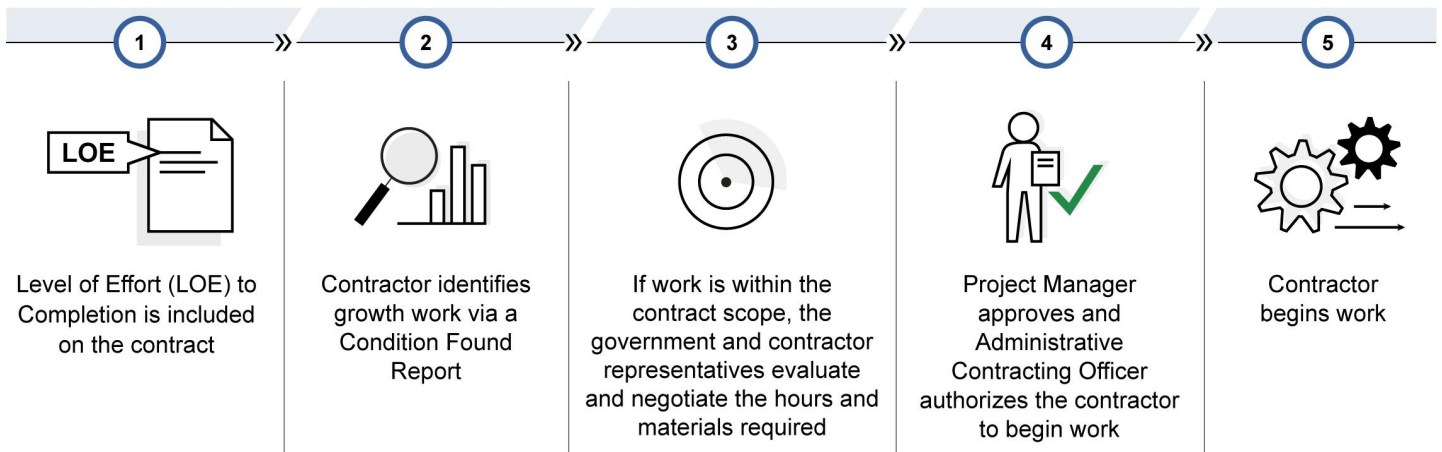 1
2
3
4
5
LOE
Level of Effort (LOE) to
Completion is included
on the contract
Contractor identifies
growth work via a
Condition Found
Report
If work is within the
contract scope, the
government and contractor
representatives evaluate
and negotiate the hours and
materials required
Project Manager
approves and
Administrative
Contracting Officer
authorizes the contractor
to begin work
Contractor
begins work